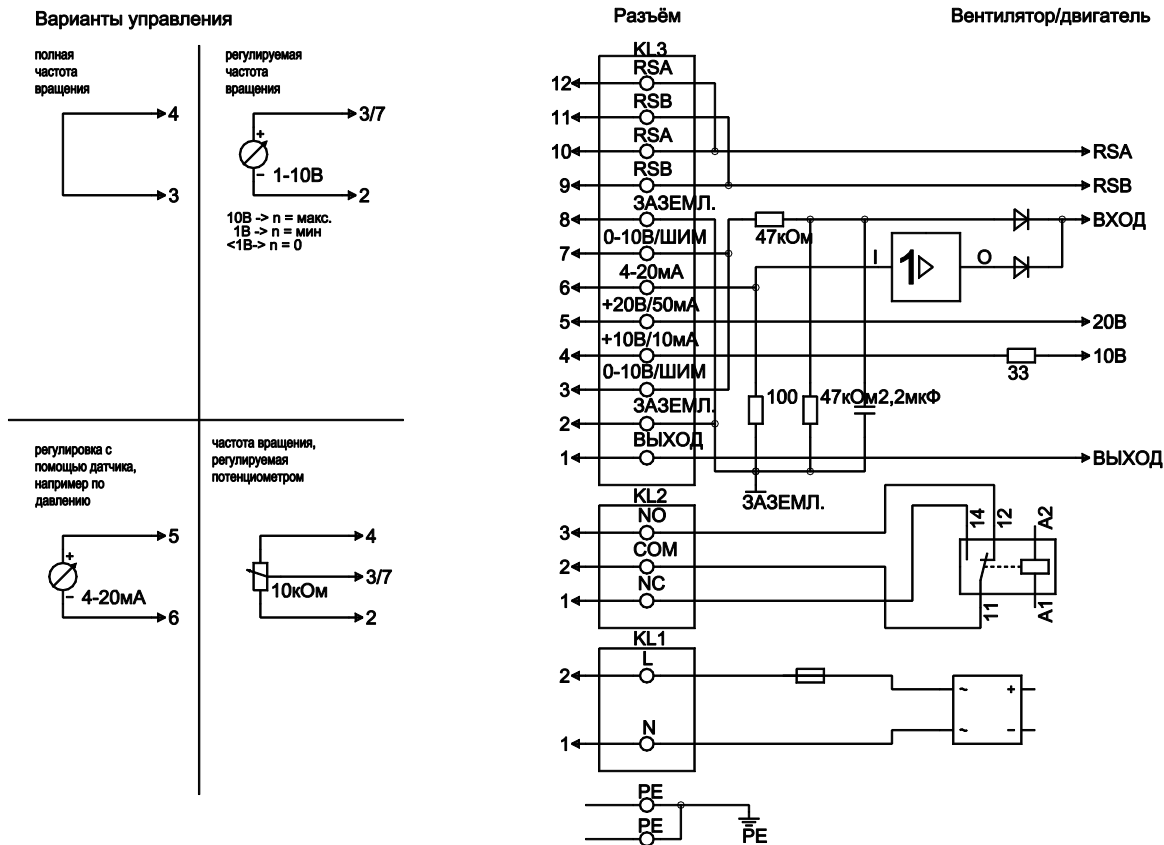 Варианты управления
полная
частота
вращения
4
3
регулируемая
частота
вращения
3/7
+
– 1-10В
2
10В -> n = макс.
1В -> n = мин
<1В-> n = 0
регулировка с
помощью датчика,
например по
давлению
5
+
– 4-20мА
6
частота вращения,
регулируемая
потенциометром
4
3/7
10кОм
2
Разъём
Вентилятор/двигатель
KL3
RSA
12
RSB
11
RSA
10
RSA
RSB
9
RSB
ЗАЗЕМЛ.
8
47кОм
ВХОД
0-10В/ШИМ
7
I
1
O
4-20мА
6
+20В/50мА
5
20В
+10В/10мА
4
33
10В
0-10В/ШИМ
3
100
47кОм2,2мкФ
ЗАЗЕМЛ.
2
ВЫХОД
1
ВЫХОД
ЗАЗЕМЛ.
KL2
NO
3
14
12
A2
COM
2
NC
1
11
A1
KL1
L
2
~
+
N
1
~
–
PE
PE
PE